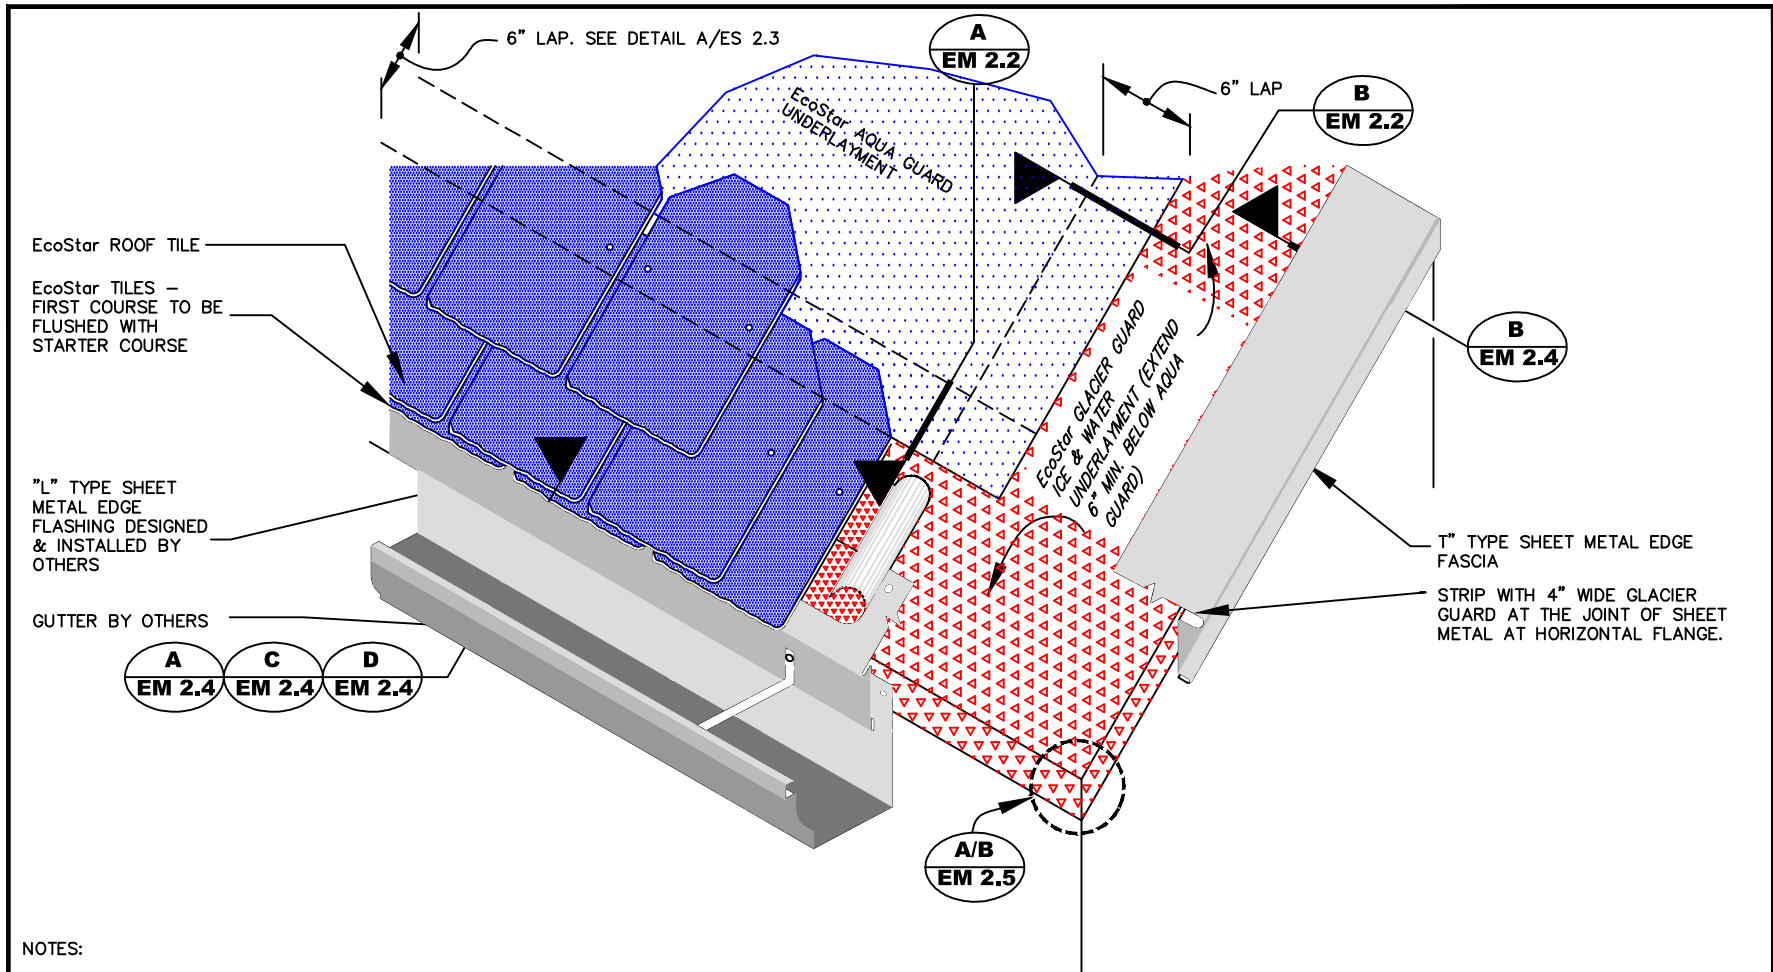 6” LAP. SEE DETAIL A/ES 2.3
A
EM 2.2
6” LAP
B
EM 2.2
EcoStar AQUA GUARD
UNDERLAYMENT
EcoStar ROOF TILE
EcoStar TILES –
FIRST COURSE TO BE
FLUSHED WITH
STARTER COURSE
B
EM 2.4
EcoStar GLACIER GUARD
ICE & WATER
UNDERLAYMENT (EXTEND
6” MIN. BELOW AQUA
GUARD)
”L” TYPE SHEET
METAL EDGE
FLASHING DESIGNED
& INSTALLED BY
OTHERS
T” TYPE SHEET METAL EDGE
FASCIA
STRIP WITH 4” WIDE GLACIER
GUARD AT THE JOINT OF SHEET
METAL AT HORIZONTAL FLANGE.
GUTTER BY OTHERS
A
EM 2.4
C
EM 2.4
D
EM 2.4
A/B
EM 2.5
NOTES: